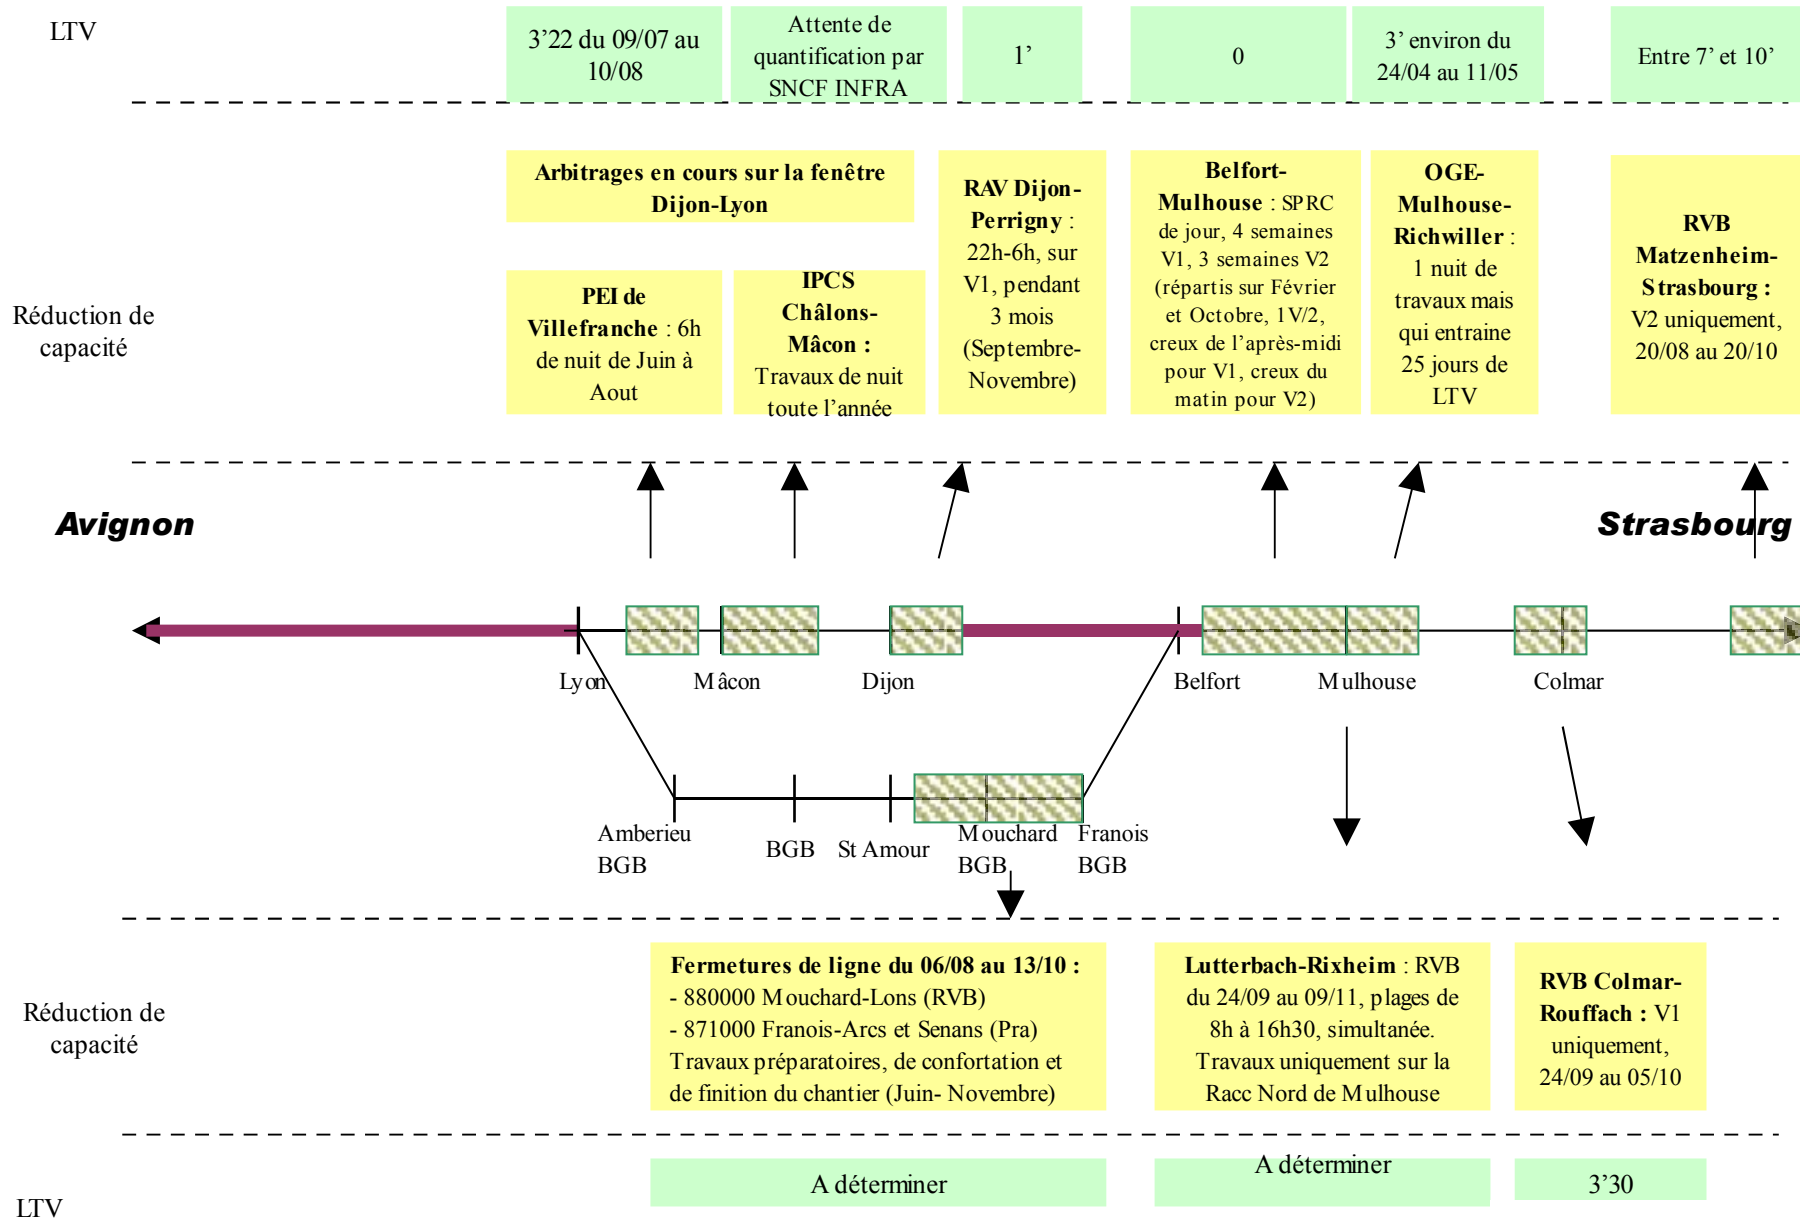 LTV
3’22 du 09/07 au
10/08
Attente de
quantification par
SNCF INFRA
1’
0
3’ environ du
24/04 au 11/05
Entre 7’ et 10’
Réduction de
capacité
Arbitrages en cours sur la fenêtre
Dijon-Lyon
PEI de
Villefranche : 6h
de nuit de Juin à
Aout
IPCS
Châlons-
Mâcon :
Travaux de nuit
toute l’année
RAV Dijon-
Perrigny :
22h-6h, sur
V1, pendant
3 mois
(Septembre-
Novembre)
Belfort-
Mulhouse : SPRC
de jour, 4 semaines
V1, 3 semaines V2
(répartis sur Février
et Octobre, 1V/2,
creux de l’après-midi
pour V1, creux du
matin pour V2)
OGE-
Mulhouse-
Richwiller :
1 nuit de
travaux mais
qui entraine
25 jours de
LTV
RVB
Matzenheim-
Strasbourg :
V2 uniquement,
20/08 au 20/10
Avignon
Strasbourg
Lyon
Mâcon
Dijon
Belfort
Mulhouse
Colmar
Amberieu
BGB
BGB
St Amour
Mouchard
BGB
Franois
BGB
Réduction de
capacité
Fermetures de ligne du 06/08 au 13/10 :
- 880000 Mouchard-Lons (RVB)
- 871000 Franois-Arcs et Senans (Pra)
Travaux préparatoires, de confortation et
de finition du chantier (Juin- Novembre)
Lutterbach-Rixheim : RVB
du 24/09 au 09/11, plages de
8h à 16h30, simultanée.
Travaux uniquement sur la
Racc Nord de Mulhouse
RVB Colmar-
Rouffach : V1
uniquement,
24/09 au 05/10
LTV
A déterminer
A déterminer
3’30